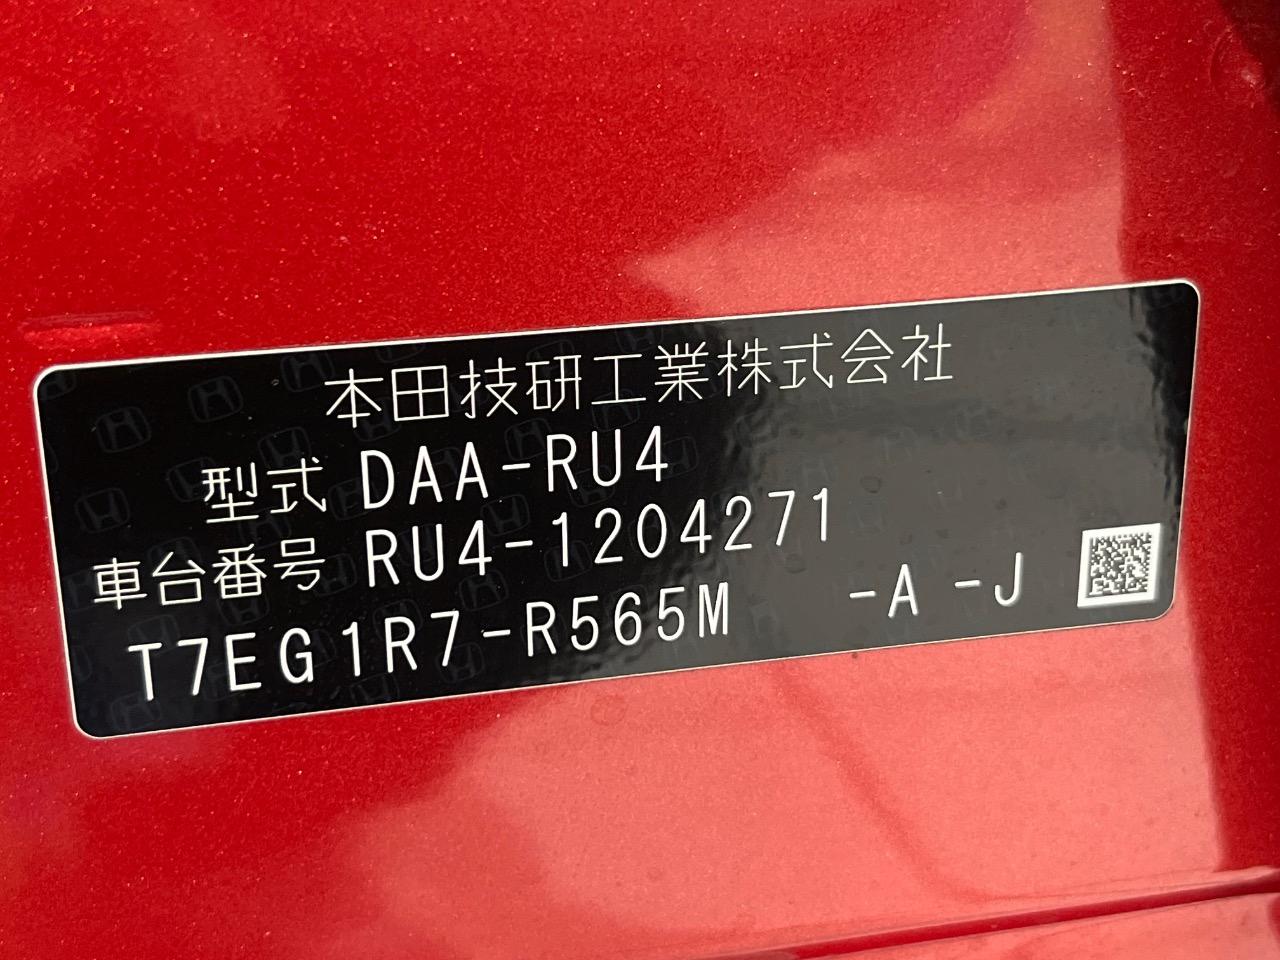 本田技研工業株式会社
型式 DAA-RU4
車台番号 RU4-1204271
T7EG1R7-R565M -A -J